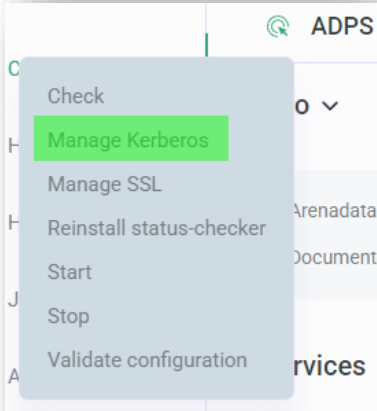 ADPS
Check
Manage Kerberos
Manage SSL
Reinstall status-checker
Start
Stop
Validate configuration
o
Arenadata
Document
rvices
C
H
H
J
A